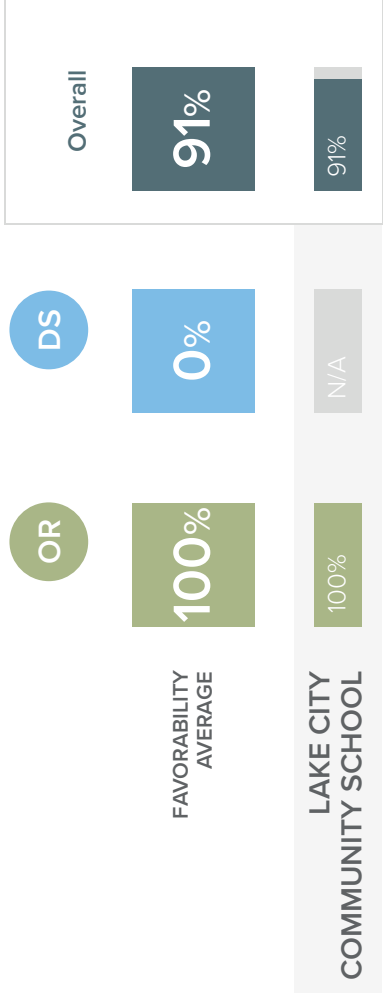 OR
DS
Overall
FAVORABILITY
AVERAGE
100%
0%
91%
LAKE CITY
COMMUNITY SCHOOL
100%
N/A
91%